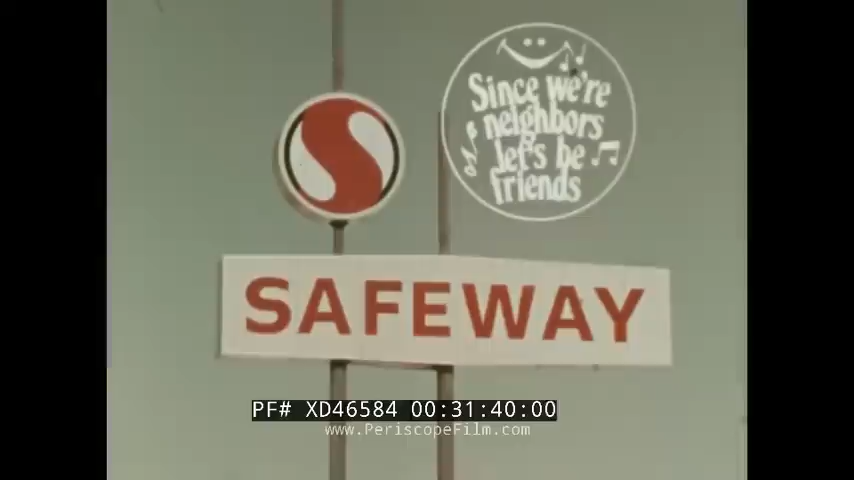 Since we're
neighbors
let's be
friends
SAFEWAY
PF# XD46584 00:31:40:00
www.PeriscopeFilm.com